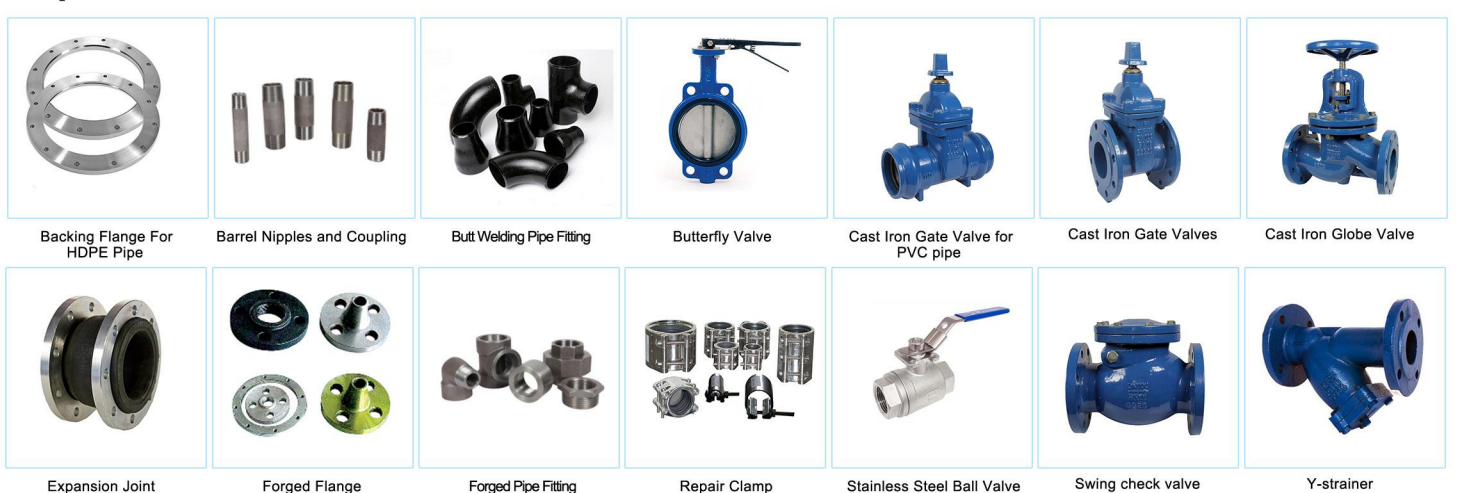 Backing Flange For
HDPE Pipe
Barrel Nipples and Coupling
Butt Welding Pipe Fitting
Butterfly Valve
Cast Iron Gate Valve for
PVC pipe
Cast Iron Gate Valves
Cast Iron Globe Valve
Expansion Joint
Forged Flange
Forged Pipe Fitting
Repair Clamp
Stainless Steel Ball Valve
Swing check valve
Y-strainer